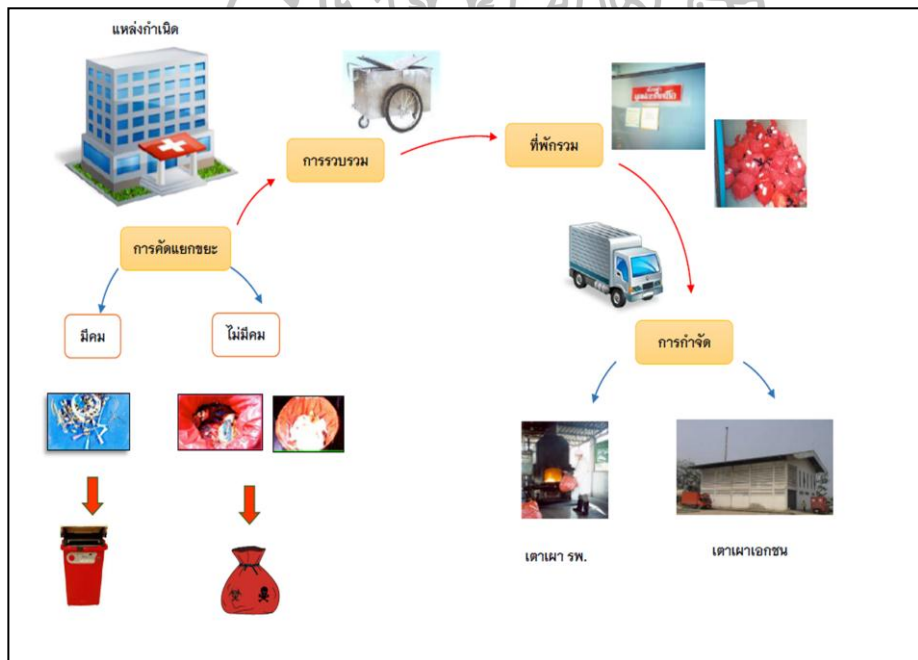 แหล่งกำเนิด
การรวบรวม
ที่พักรวม
การคัดแยกขยะ
มีคม
ไม่มีคม
การกำจัด
เตาเผา รพ.
เตาเผาเอกชน